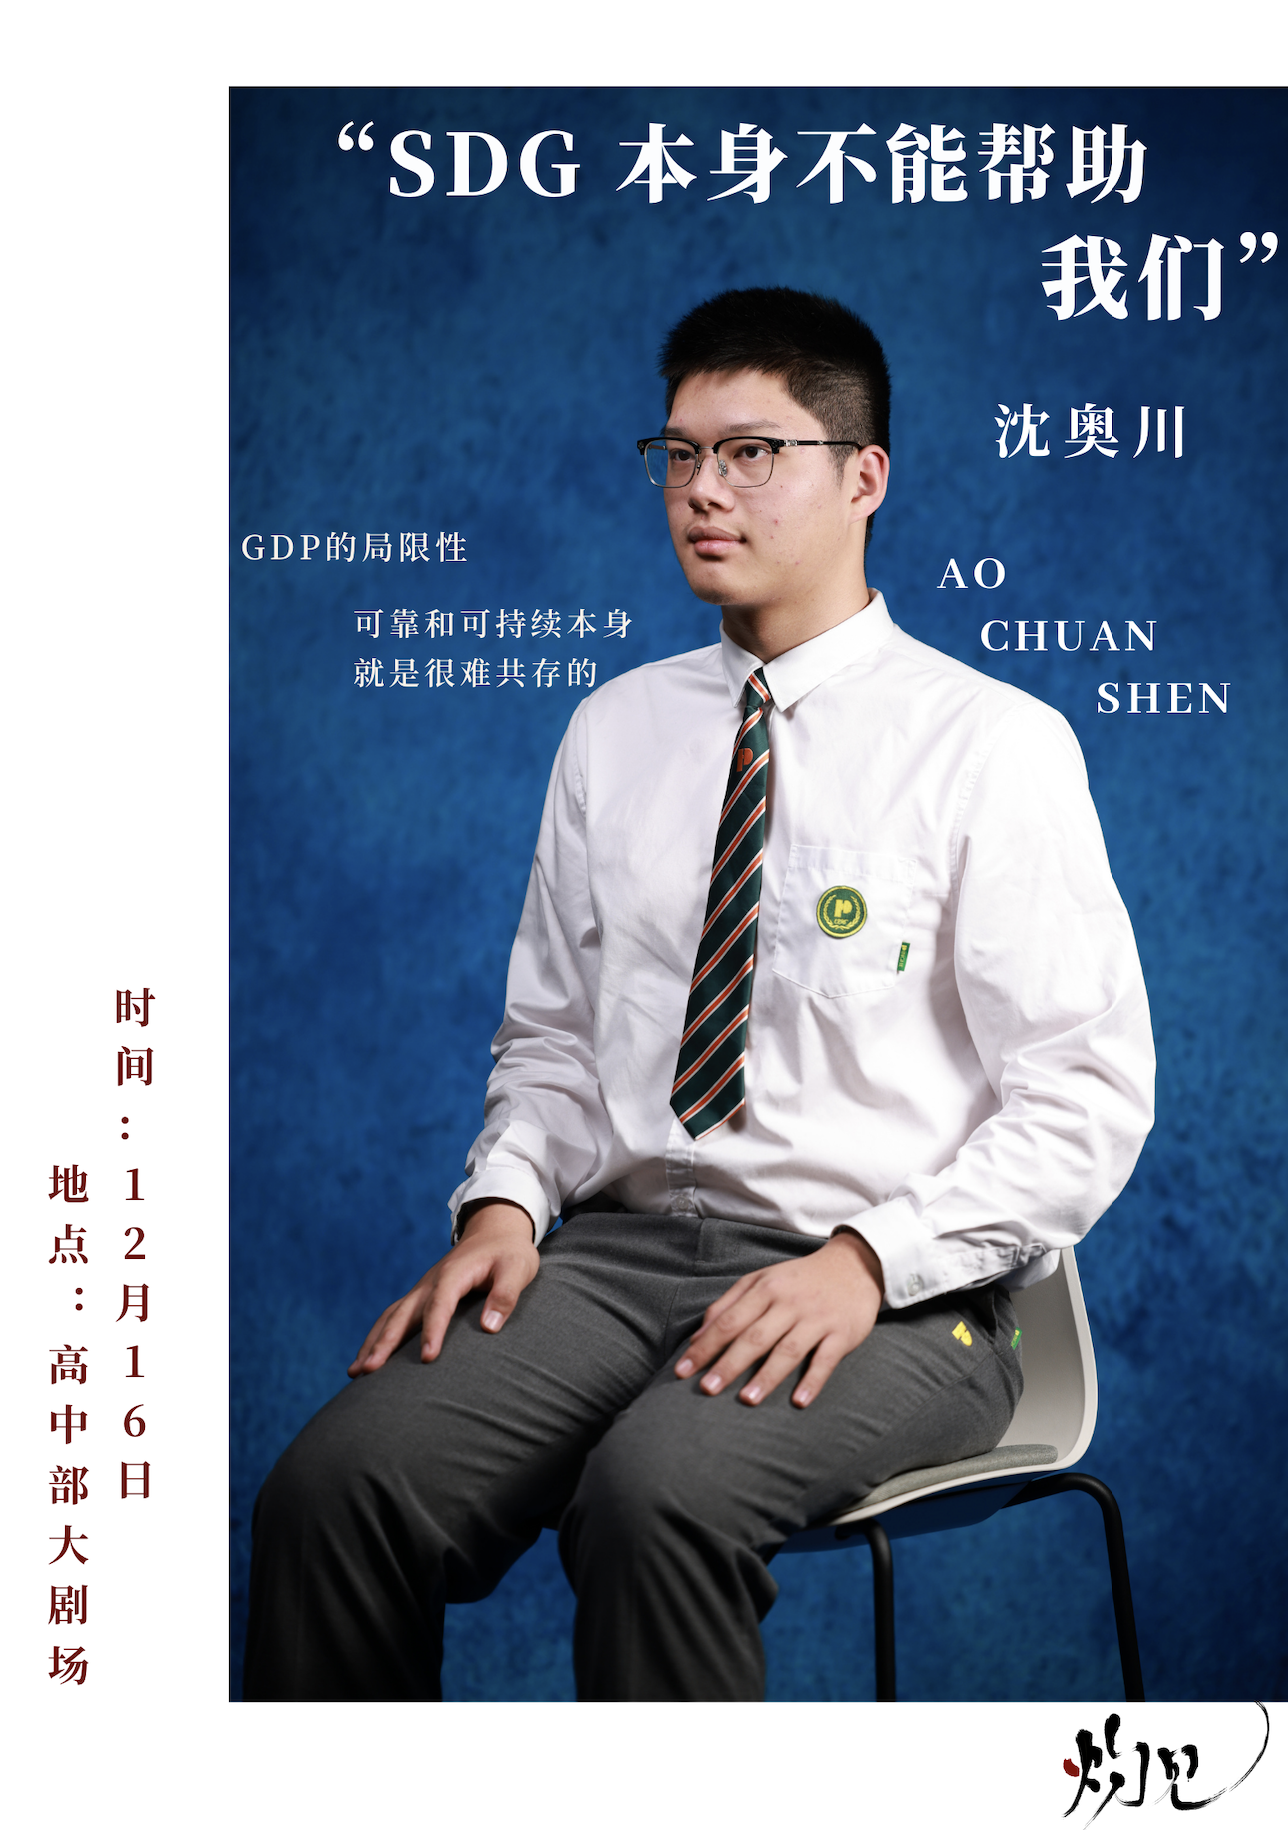 “SDG 本身不能帮助
我们”
沈奥川
GDP的局限性
可靠和可持续本身
就是很难共存的
AO
CHUAN
SHEN
时间：12月16日
地点：高中部大剧场
灼见